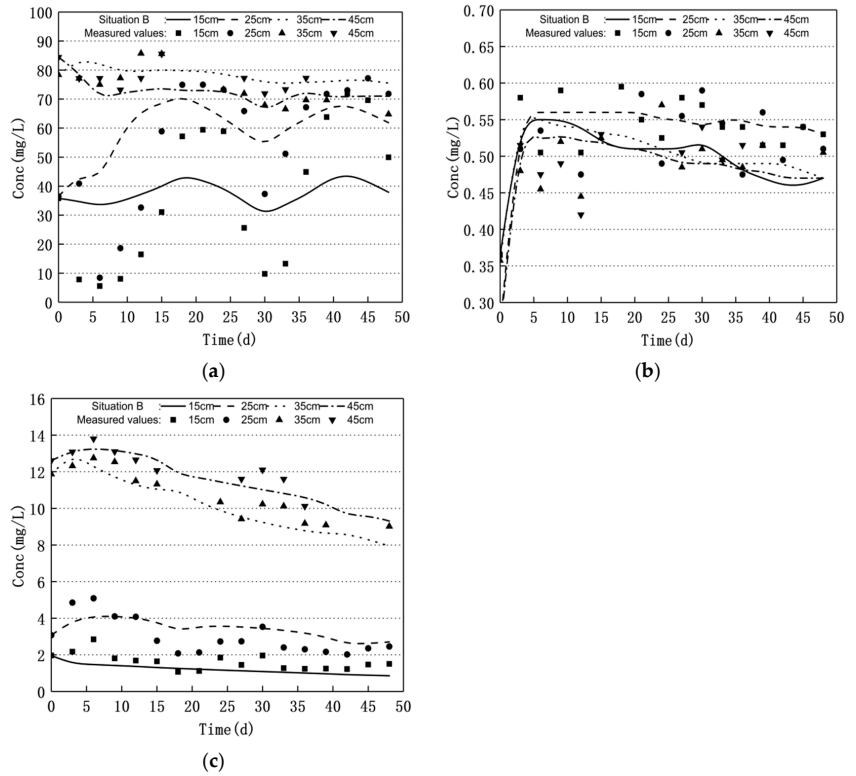 Situation B 15cm 25cm 35cm 45cm
Measured values: 15cm 25cm 35cm 45cm
100
90
80
70
60
50
40
30
20
10
0
Conc(mg/L)
0 5 10 15 20 25 30 35 40 45 50
Time(d)
(a)
Situation B 15cm 25cm 35cm 45cm
Measured values: 15cm 25cm 35cm 45cm
0.70
0.65
0.60
0.55
0.50
0.45
0.40
0.35
0.30
Conc(mg/L)
0 5 10 15 20 25 30 35 40 45 50
Time(d)
(b)
Situation B 15cm 25cm 35cm 45cm
Measured values: 15cm 25cm 35cm 45cm
16
14
12
10
8
6
4
2
0
Conc(mg/L)
0 5 10 15 20 25 30 35 40 45 50
Time(d)
(c)